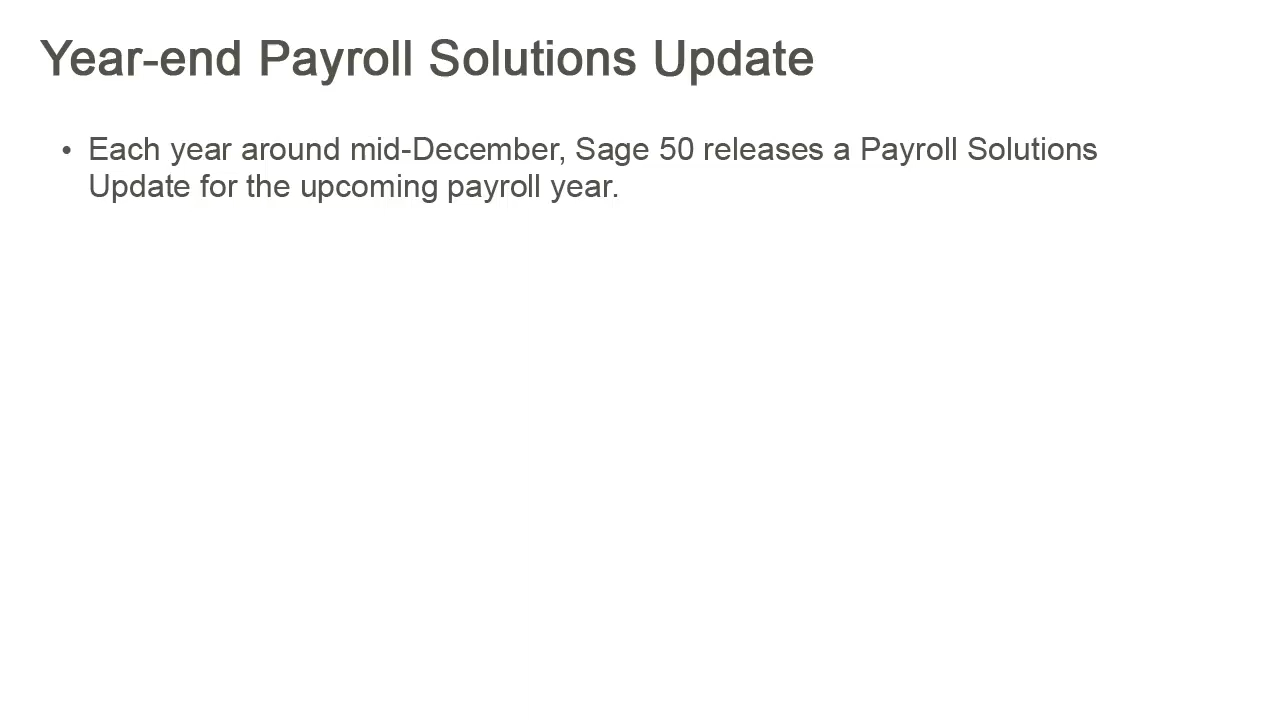 Year-end Payroll Solutions Update
• Each year around mid-December, Sage 50 releases a Payroll Solutions
Update for the upcoming payroll year.